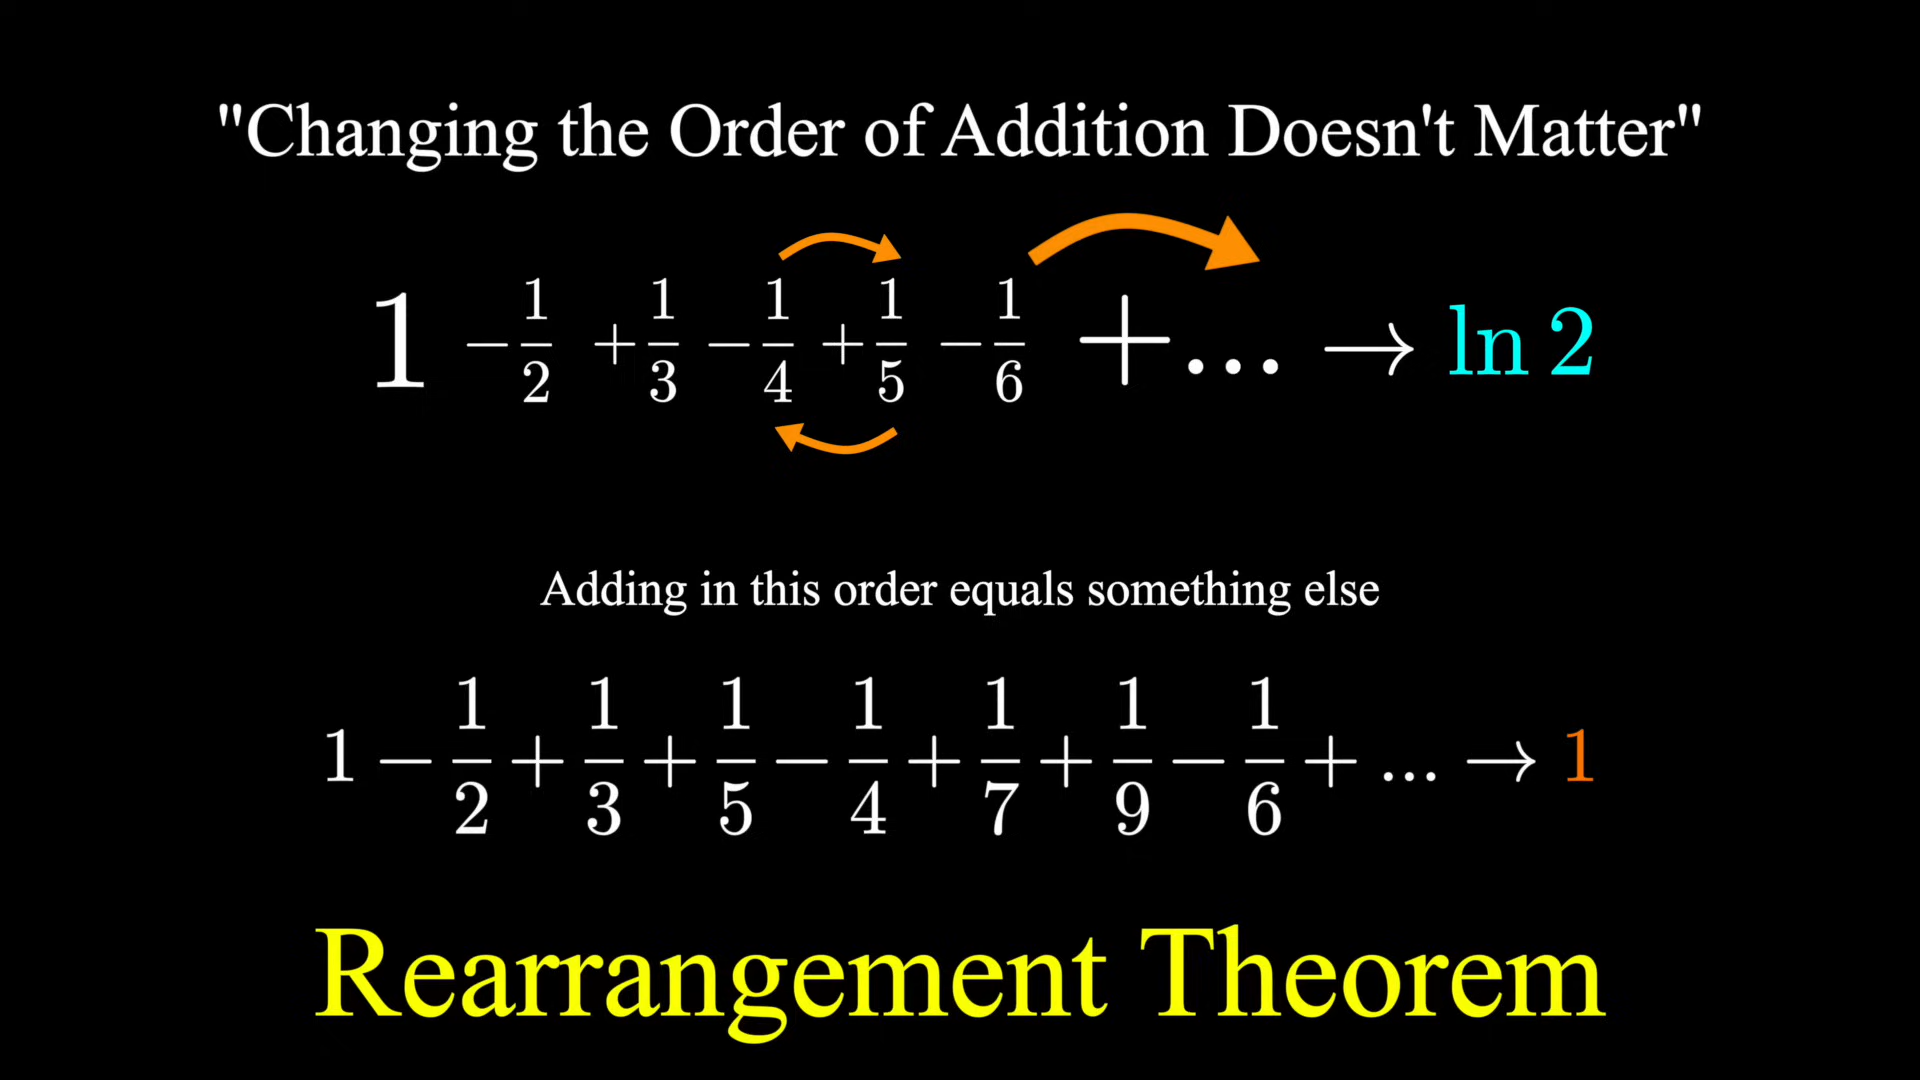 "Changing the Order of Addition Doesn't Matter"
1 - 1/2 + 1/3 - 1/4 + 1/5 - 1/6 + ... → ln 2
Adding in this order equals something else
1 - 1/2 + 1/3 + 1/5 - 1/4 + 1/7 + 1/9 - 1/6 + ... → 1
Rearrangement Theorem